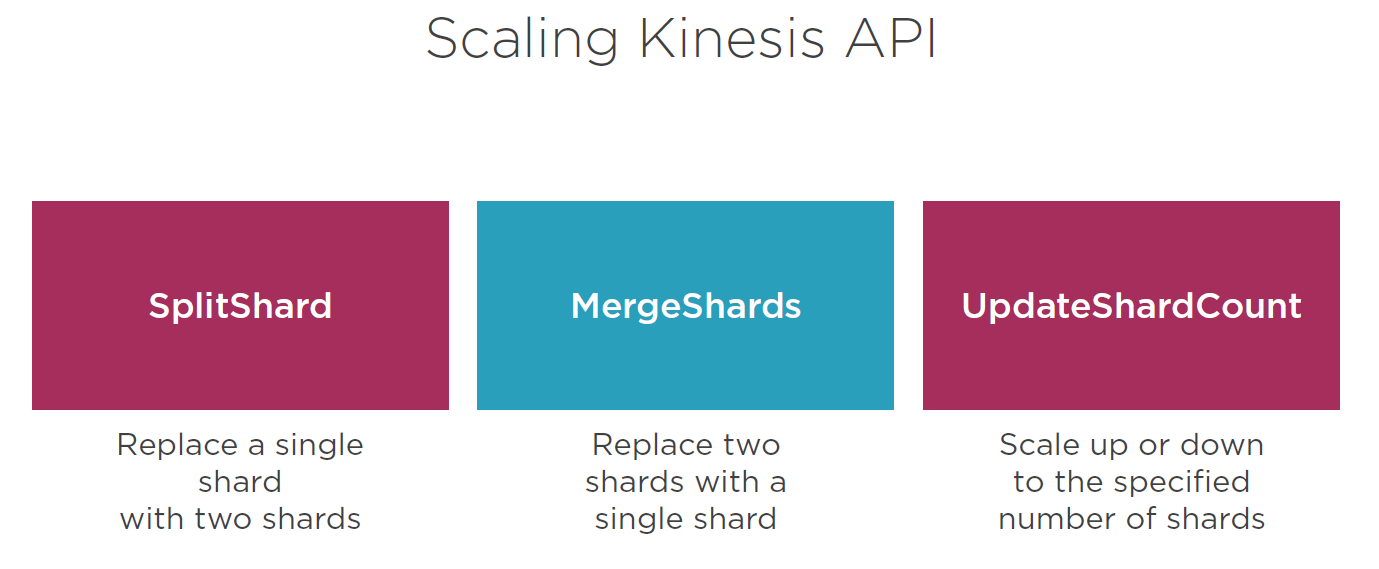 Scaling Kinesis API
SplitShard
MergeShards
UpdateShardCount
Replace a single
shard
with two shards
Replace two
shards with a
single shard
Scale up or down
to the specified
number of shards